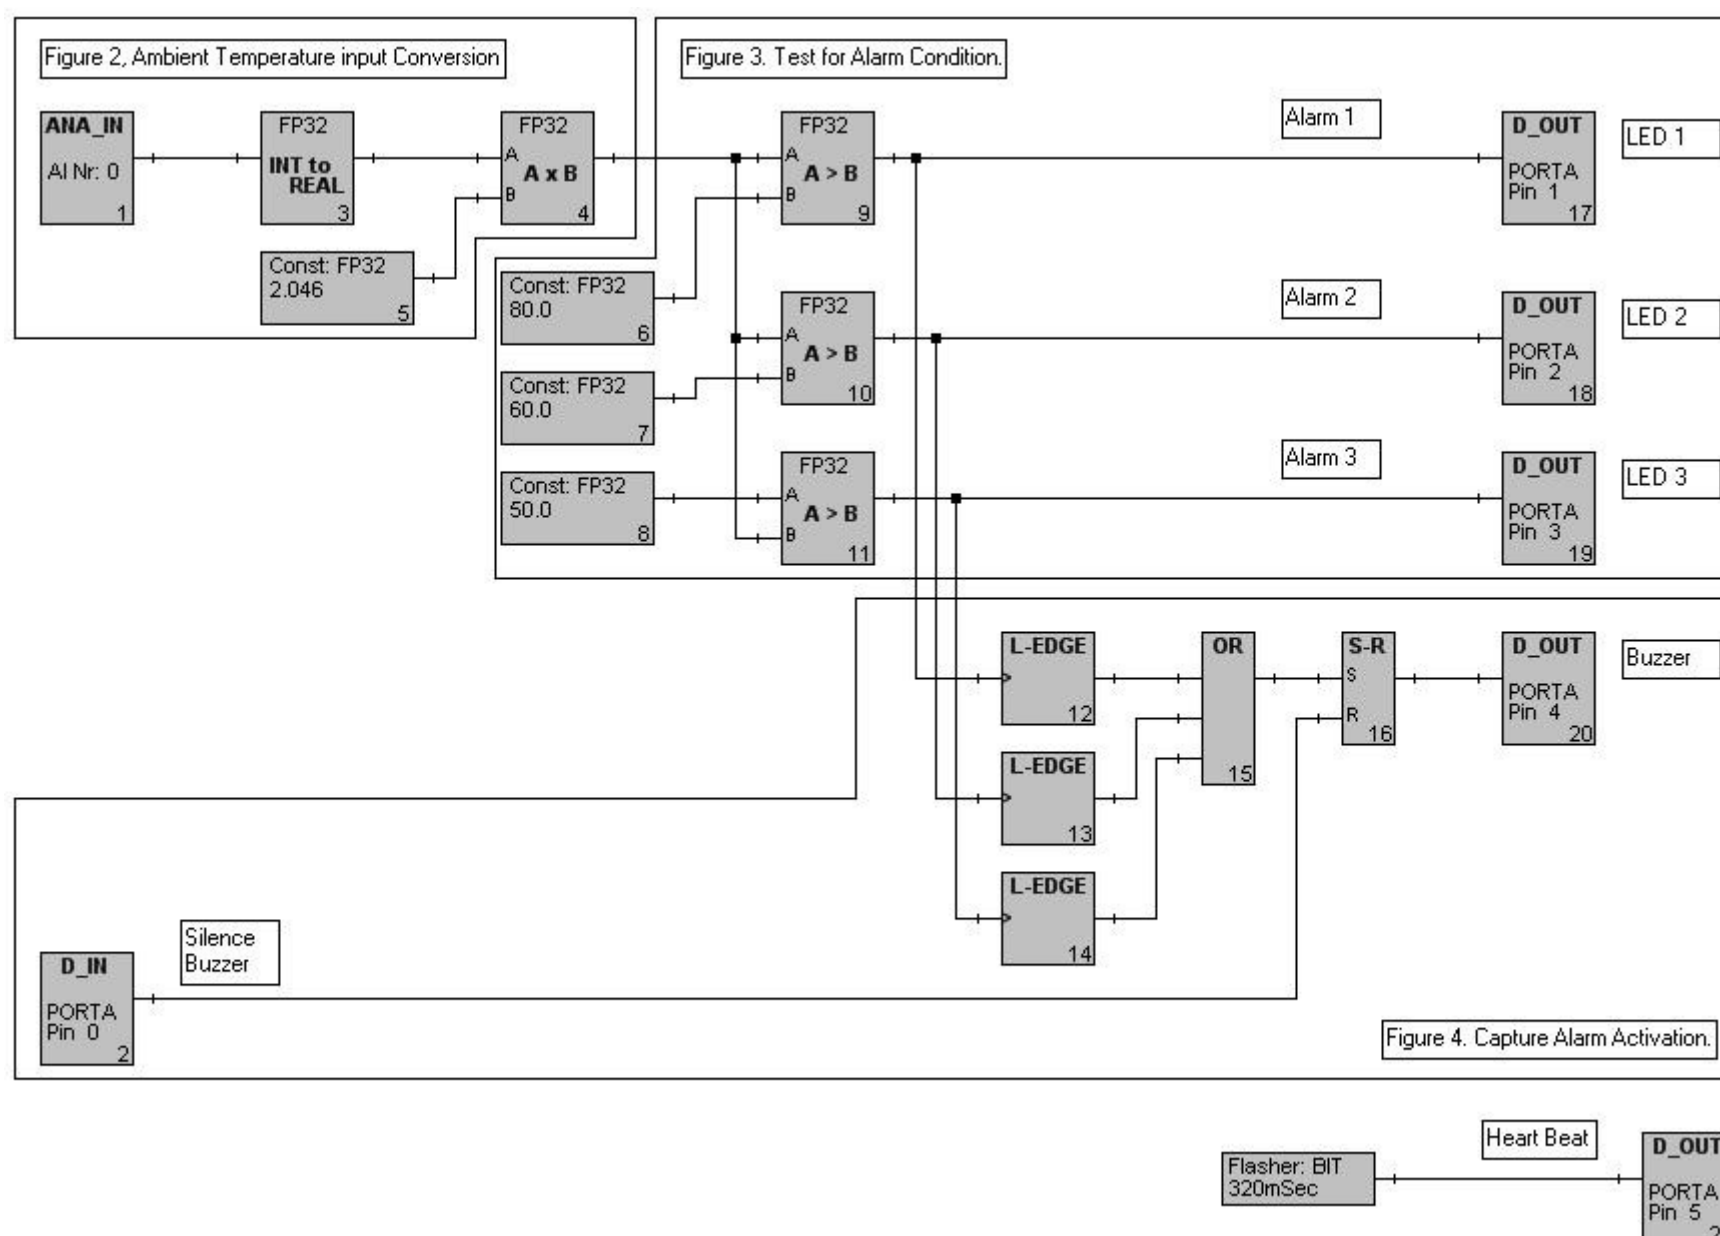 Figure 2, Ambient Temperature input Conversion
Figure 3. Test for Alarm Condition.
ANA_IN
AI Nr: 0
1
FP32
INT to
REAL
3
FP32
A
A x B
B
4
Const: FP32
2.046
5
FP32
A
A > B
B
9
Alarm 1
D_OUT
PORTA
Pin 1
17
LED 1
Const: FP32
80.0
6
FP32
A
A > B
B
10
Alarm 2
D_OUT
PORTA
Pin 2
18
LED 2
Const: FP32
60.0
7
Const: FP32
50.0
8
FP32
A
A > B
B
11
Alarm 3
D_OUT
PORTA
Pin 3
19
LED 3
L-EDGE
12
OR
15
S-R
S
R
16
D_OUT
PORTA
Pin 4
20
Buzzer
L-EDGE
13
L-EDGE
14
Silence
Buzzer
D_IN
PORTA
Pin 0
2
Figure 4. Capture Alarm Activation.
Flasher: BIT
320mSec
Heart Beat
D_OUT
PORTA
Pin 5